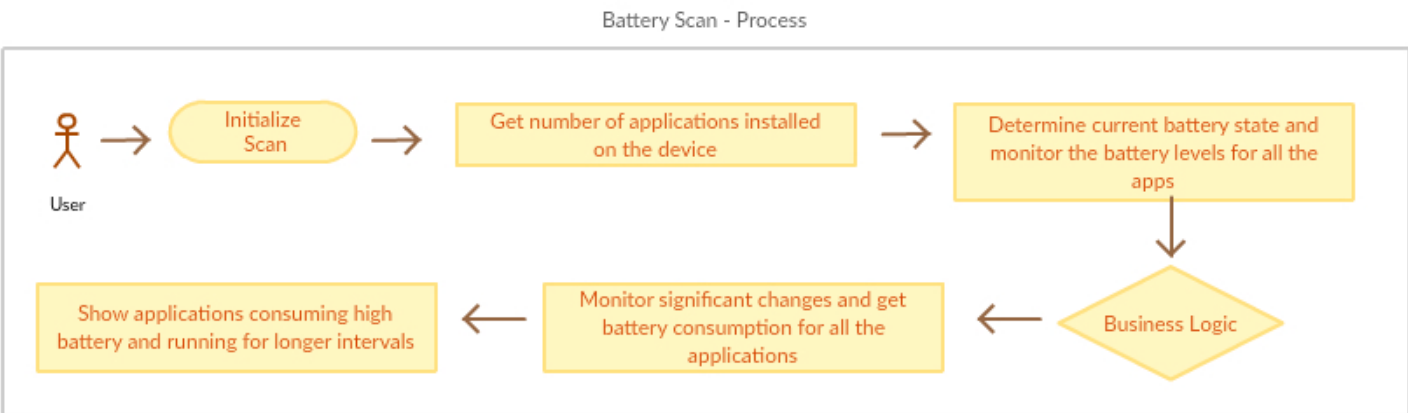 Battery Scan - Process
Initialize
Scan
Get number of applications installed
on the device
Determine current battery state and
monitor the battery levels for all the
apps
User
Business Logic
Monitor significant changes and get
battery consumption for all the
applications
Show applications consuming high
battery and running for longer intervals